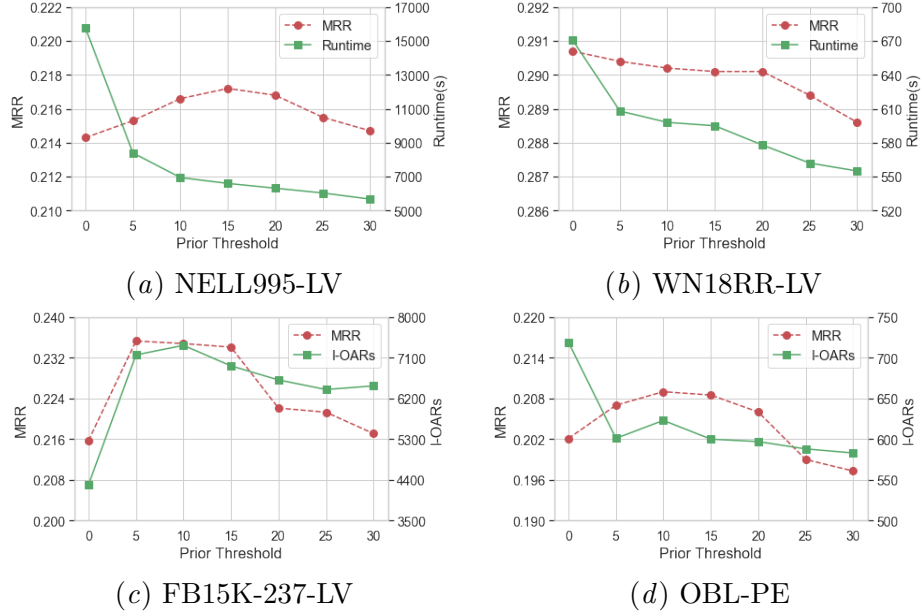 0.222
0.220
0.218
0.216
0.214
0.212
0.210
MRR
MRR
Runtime
17000
15000
13000
11000
9000
7000
5000
Runtime(s)
0 5 10 15 20 25 30
Prior Threshold
(a) NELL995-LV
0.292
0.291
0.290
0.289
0.288
0.287
0.286
MRR
MRR
Runtime
700
670
640
610
580
550
520
Runtime(s)
0 5 10 15 20 25 30
Prior Threshold
(b) WN18RR-LV
0.240
0.232
0.224
0.216
0.208
0.200
MRR
MRR
I-OARs
8000
7100
6200
5300
4400
3500
I-OARs
0 5 10 15 20 25 30
Prior Threshold
(c) FB15K-237-LV
0.220
0.214
0.208
0.202
0.196
0.190
MRR
MRR
I-OARs
750
700
650
600
550
500
I-OARs
0 5 10 15 20 25 30
Prior Threshold
(d) OBL-PE